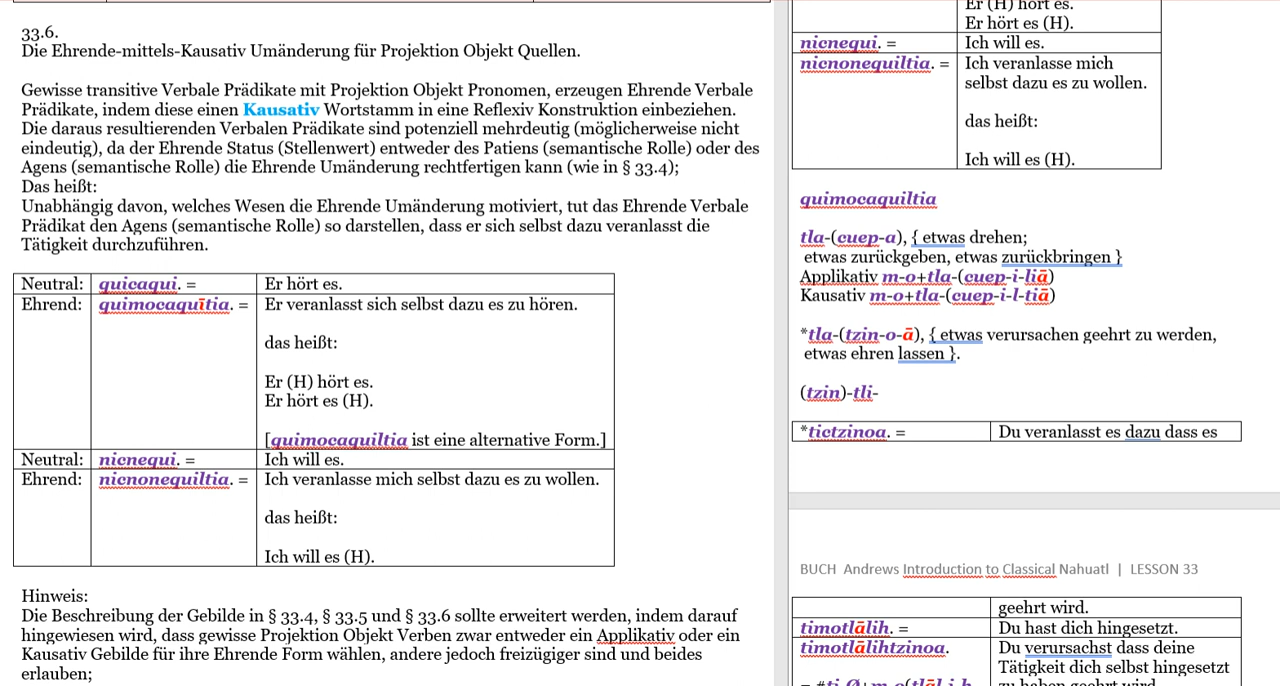 33.6.
Die Ehrende-mittels-Kausativ Umänderung für Projektion Objekt Quellen.
Gewisse transitive Verbale Prädikate mit Projektion Objekt Pronomen, erzeugen Ehrende Verbale
Prädikate, indem diese einen Kausativ Wortstamm in eine Reflexiv Konstruktion einbeziehen.
Die daraus resultierenden Verbalen Prädikate sind potenziell mehrdeutig (möglicherweise nicht
eindeutig), da der Ehrende Status (Stellenwert) entweder des Patiens (semantische Rolle) oder des
Agens (semantische Rolle) die Ehrende Umänderung rechtfertigen kann (wie in § 33.4);
Das heißt:
Unabhängig davon, welches Wesen die Ehrende Umänderung motiviert, tut das Ehrende Verbale
Prädikat den Agens (semantische Rolle) so darstellen, dass er sich selbst dazu veranlasst die
Tätigkeit durchzuführen.
Neutral: quicaqui. = Er hört es.
Ehrend: quimocaquītia. = Er veranlasst sich selbst dazu es zu hören.
das heißt:
Er (H) hört es.
Er hört es (H).
[quimocaquiltia ist eine alternative Form.]
Neutral: nicnequi. = Ich will es.
Ehrend: nicnonequiltia. = Ich veranlasse mich selbst dazu es zu wollen.
das heißt:
Ich will es (H).
Hinweis:
Die Beschreibung der Gebilde in § 33.4, § 33.5 und § 33.6 sollte erweitert werden, indem darauf
hingewiesen wird, dass gewisse Projektion Objekt Verben zwar entweder ein Applikativ oder ein
Kausativ Gebilde für ihre Ehrende Form wählen, andere jedoch freizügiger sind und beides
erlauben;
Er (H) hört es.
Er hört es (H).
nicnequi. = Ich will es.
nicnonequiltia. = Ich veranlasse mich
selbst dazu es zu wollen.
das heißt:
Ich will es (H).
quimocaquiltia
tla-(cuep-a), { etwas drehen;
etwas zurückgeben, etwas zurückbringen }
Applikativ m-o+tla-(cuep-i-liā)
Kausativ m-o+tla-(cuep-i-l-tiā)
*tla-(tzin-o-ā), { etwas verursachen geehrt zu werden,
etwas ehren lassen }.
(tzin)-tli-
*tictzinoa. = Du veranlasst es dazu dass es
BUCH Andrews Introduction to Classical Nahuatl | LESSON 33
geehrt wird.
timotlālih. = Du hast dich hingesetzt.
timotlālihtzinoa. Du verursachst dass deine
Tätigkeit dich selbst hingesetzt
zu haben geehrt wird